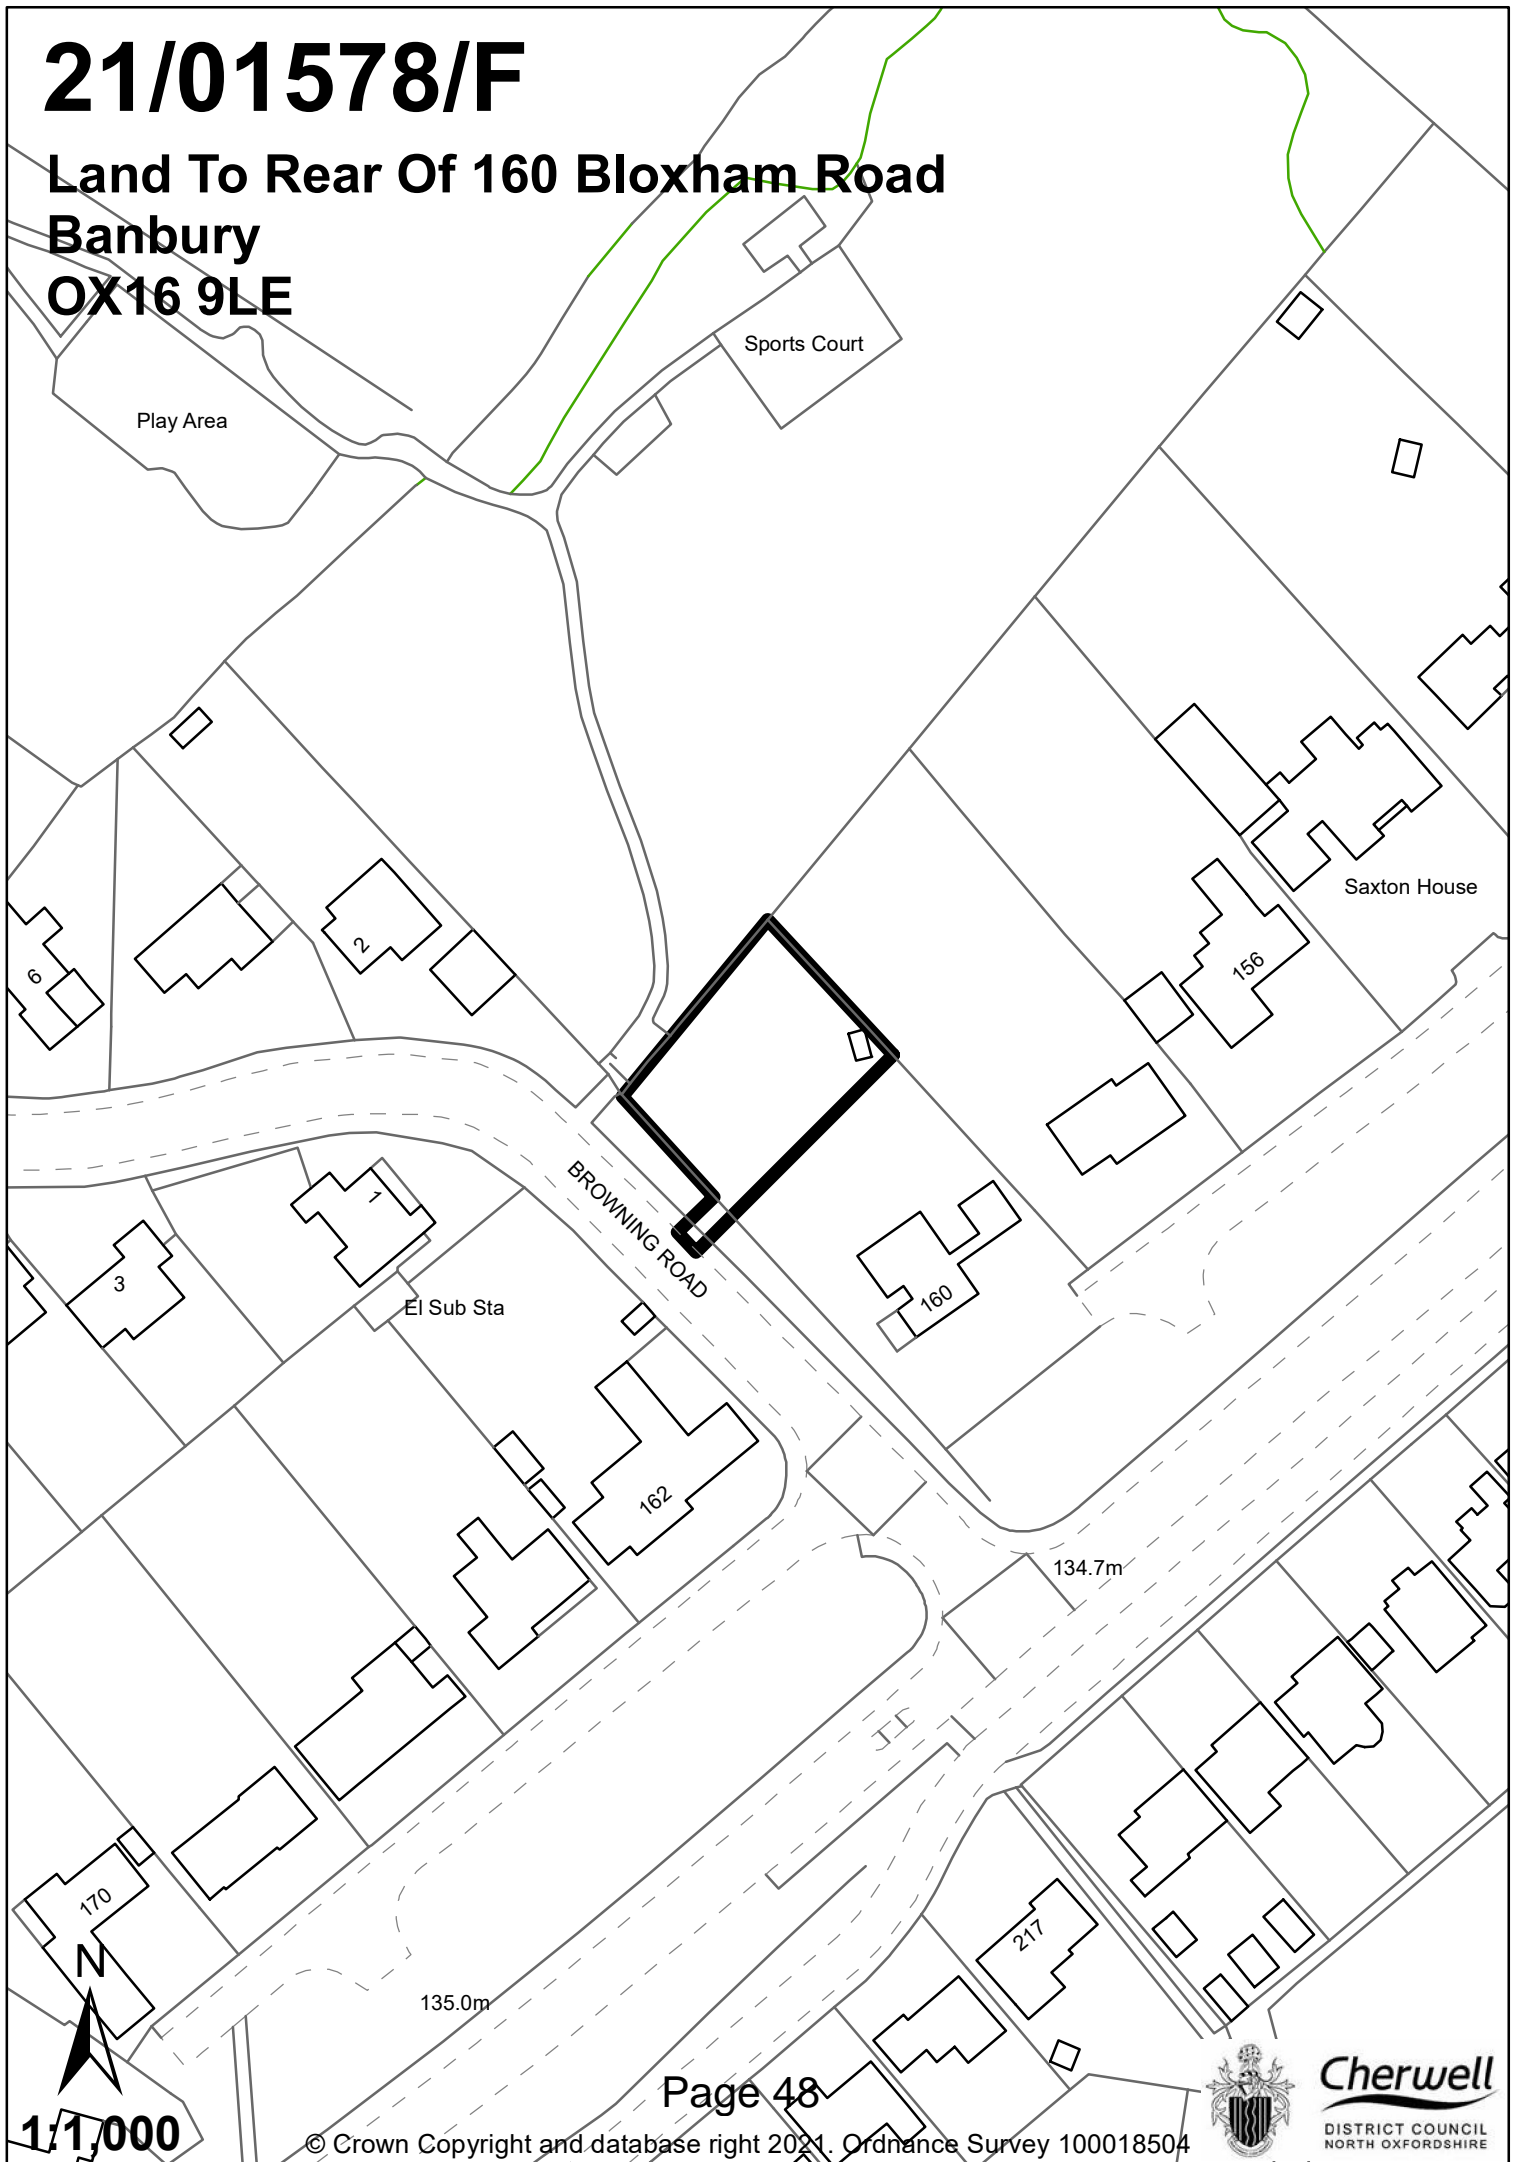 21/01578/F
Land To Rear Of 160 Bloxham Road
Banbury
OX16 9LE
Sports Court
Play Area
Saxton House
156
2
6
BROWNING ROAD
1
3
El Sub Sta
160
162
134.7m
170
217
N
135.0m
Page 48
1:1,000
© Crown Copyright and database right 2021. Ordnance Survey 100018504
Cherwell
DISTRICT COUNCIL
NORTH OXFORDSHIRE